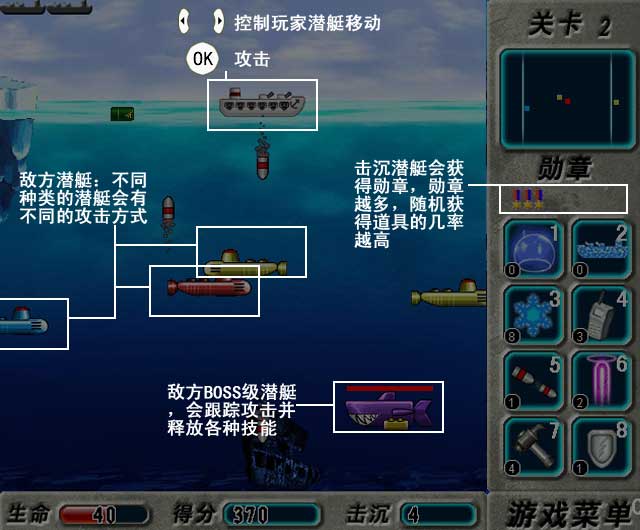 控制玩家潜艇移动
OK 攻击
关卡 2
敌方潜艇：不同
种类的潜艇会有
不同的攻击方式
击沉潜艇会获
得勋章，勋章
越多，随机获
得道具的几率
越高
勋章
1 0
2 0
3 8
4 3
5 1
6 2
7 4
8 1
敌方BOSS级潜艇
，会跟踪攻击并
释放各种技能
生命 40 得分 370 击沉 4 游戏菜单